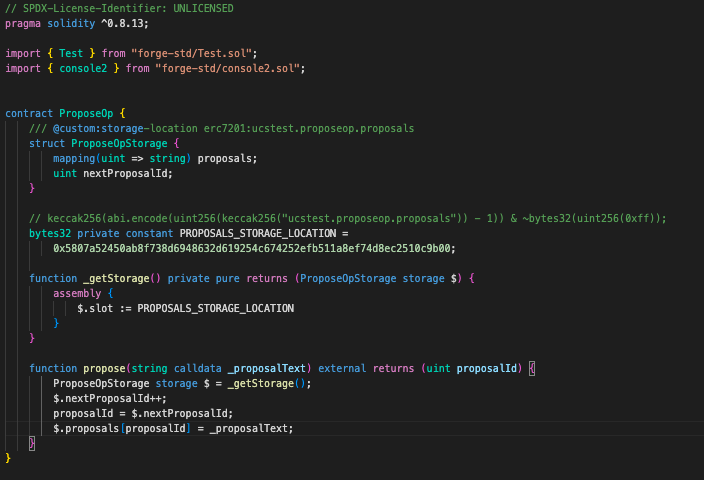 // SPDX-License-Identifier: UNLICENSED
pragma solidity ^0.8.13;
import { Test } from "forge-std/Test.sol";
import { console2 } from "forge-std/console2.sol";
contract ProposeOp {
/// @custom:storage-location erc7201:ucstest.proposeop.proposals
struct ProposeOpStorage {
mapping(uint => string) proposals;
uint nextProposalId;
}
// keccak256(abi.encode(uint256(keccak256("ucstest.proposeop.proposals")) - 1)) & ~bytes32(uint256(0xff));
bytes32 private constant PROPOSALS_STORAGE_LOCATION =
0x5807a52450ab8f738d6948632d619254c674252efb511a8ef74d8ec2510c9b00;
function _getStorage() private pure returns (ProposeOpStorage storage $) {
assembly {
$.slot := PROPOSALS_STORAGE_LOCATION
}
}
function propose(string calldata _proposalText) external returns (uint proposalId) {
ProposeOpStorage storage $ = _getStorage();
$.nextProposalId++;
proposalId = $.nextProposalId;
$.proposals[proposalId] = _proposalText;
}
}